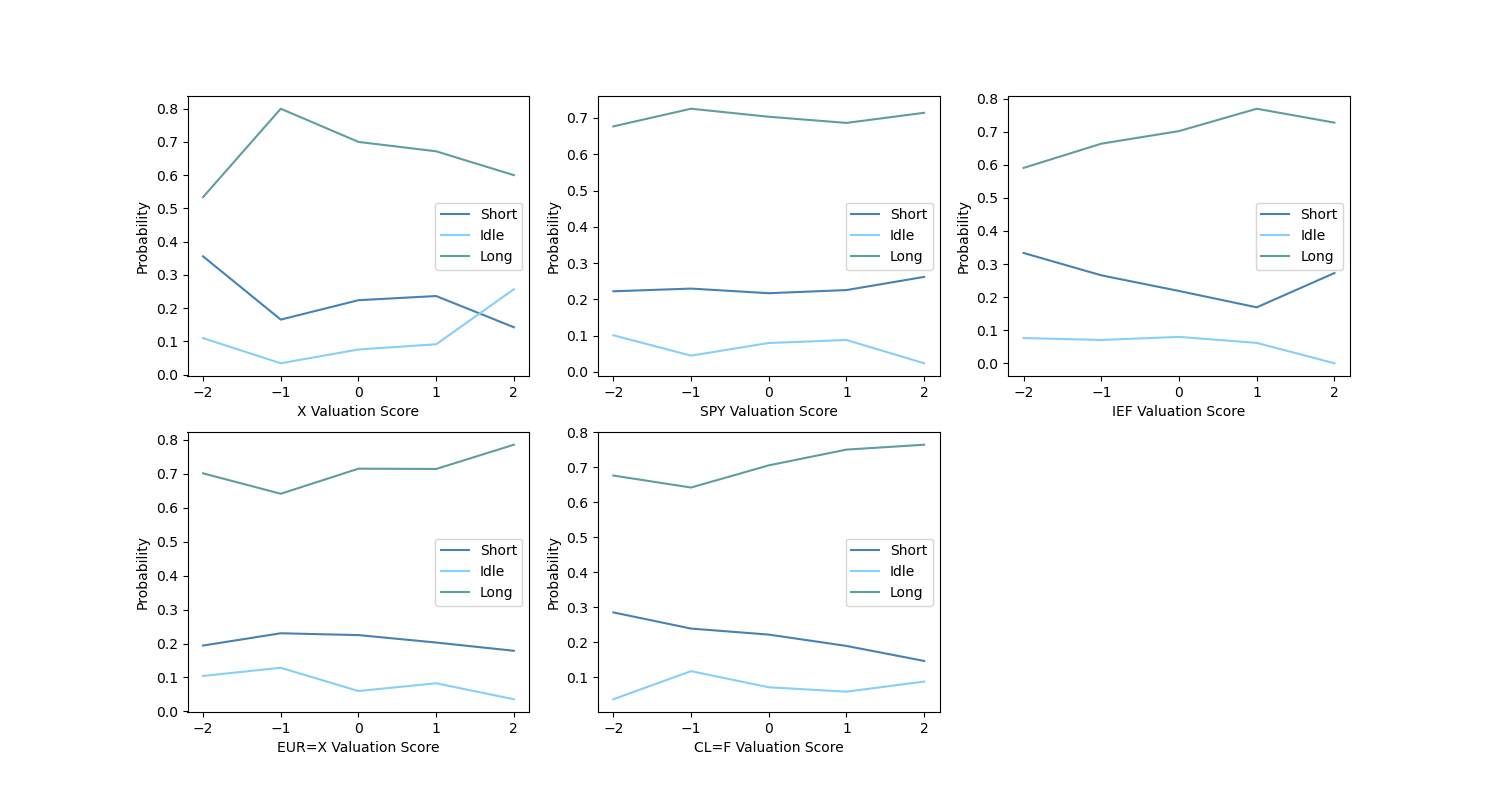 0.8
0.7
0.6
0.5
0.4
0.3
0.2
0.1
0.0
Probability
Short
Idle
Long
−2 −1 0 1 2
X Valuation Score
0.7
0.6
0.5
0.4
0.3
0.2
0.1
0.0
Probability
Short
Idle
Long
−2 −1 0 1 2
SPY Valuation Score
0.8
0.7
0.6
0.5
0.4
0.3
0.2
0.1
0.0
Probability
Short
Idle
Long
−2 −1 0 1 2
IEF Valuation Score
0.8
0.7
0.6
0.5
0.4
0.3
0.2
0.1
0.0
Probability
Short
Idle
Long
−2 −1 0 1 2
EUR=X Valuation Score
0.8
0.7
0.6
0.5
0.4
0.3
0.2
0.1
Probability
Short
Idle
Long
−2 −1 0 1 2
CL=F Valuation Score